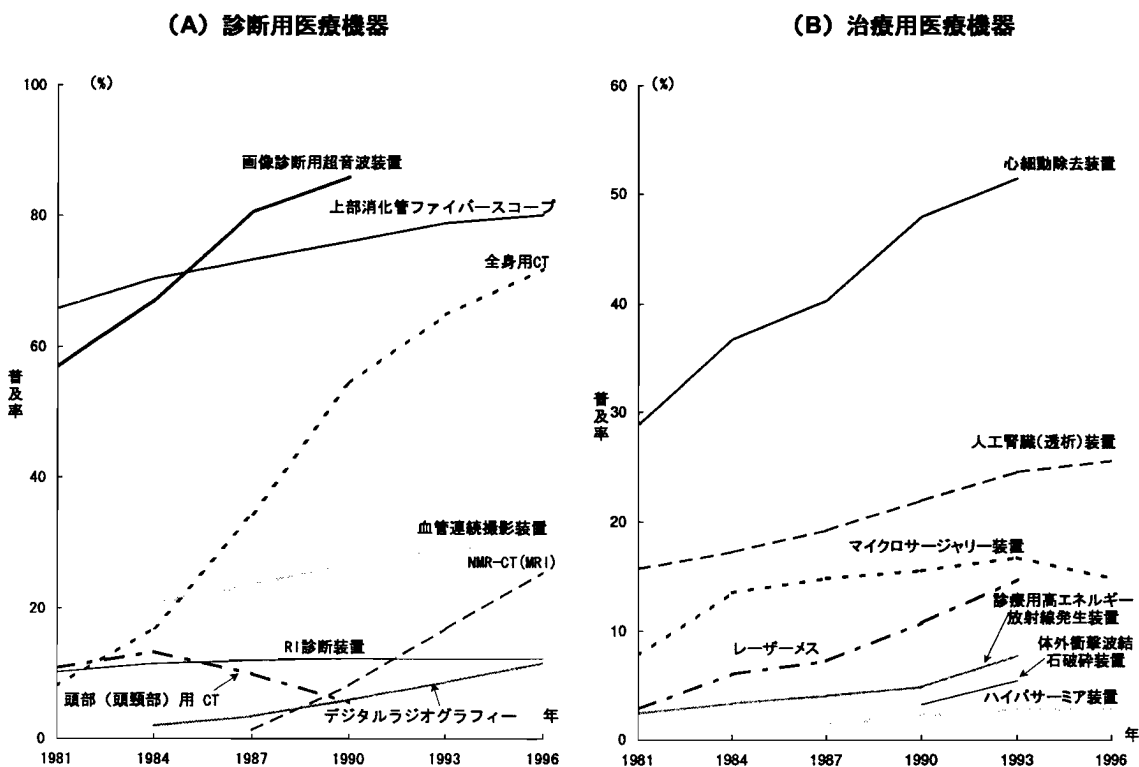 (A) 診断用医療機器
100
(%)
80
60
40
20
0
普及率
画像診断用超音波装置
上部消化管ファイバースコープ
全身用CT
血管連続撮影装置
NMR-CT(MRI)
RI診断装置
頭部(頭頸部)用 CT
デジタルラジオグラフィー
年
1981 1984 1987 1990 1993 1996
(B) 治療用医療機器
60
(%)
50
40
30
20
10
0
普及率
心細動除去装置
人工腎臓(透析)装置
マイクロサージャリー装置
診療用高エネルギー
放射線発生装置
レーザーメス
体外衝撃波結
石破砕装置
ハイパサーミア装置
年
1981 1984 1987 1990 1993 1996